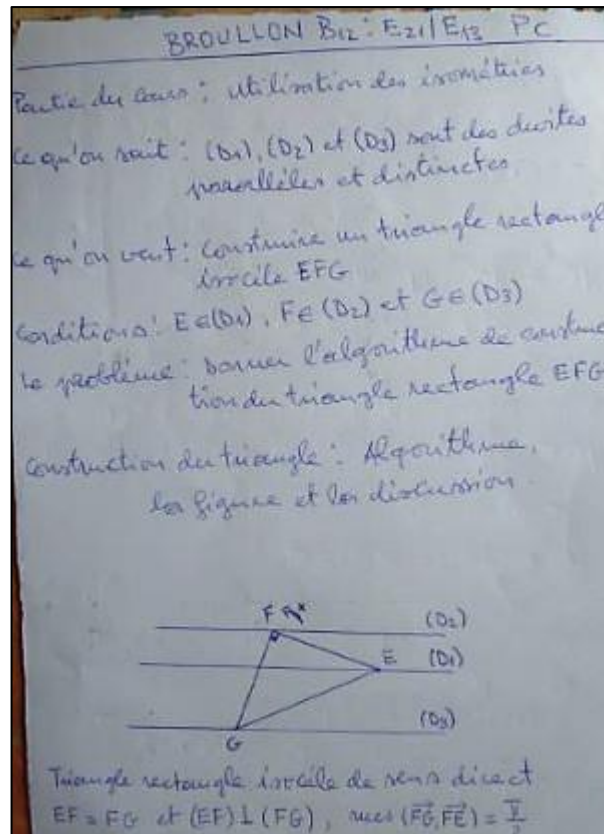 BROUILLON B12: E21/E13 PC
Partie du cours : utilisation des isométries
ce qu'on sait : (D1), (D2) et (D3) sont des droites
parallèles et distinctes.
ce qu'on veut : construire un triangle rectangle
isocèle EFG
Conditions : E∈(D1), F∈(D2) et G∈(D3)
le problème : Donner l'algorithme de construc
tion du triangle rectangle EFG
Construction du triangle : Algorithme,
la figure et la discussion.
F
(D2)
E (D1)
(D3)
G
Triangle rectangle isocèle de sens direct
EF = FG et (EF)⊥(FG), mes(FG, FE) = π/2